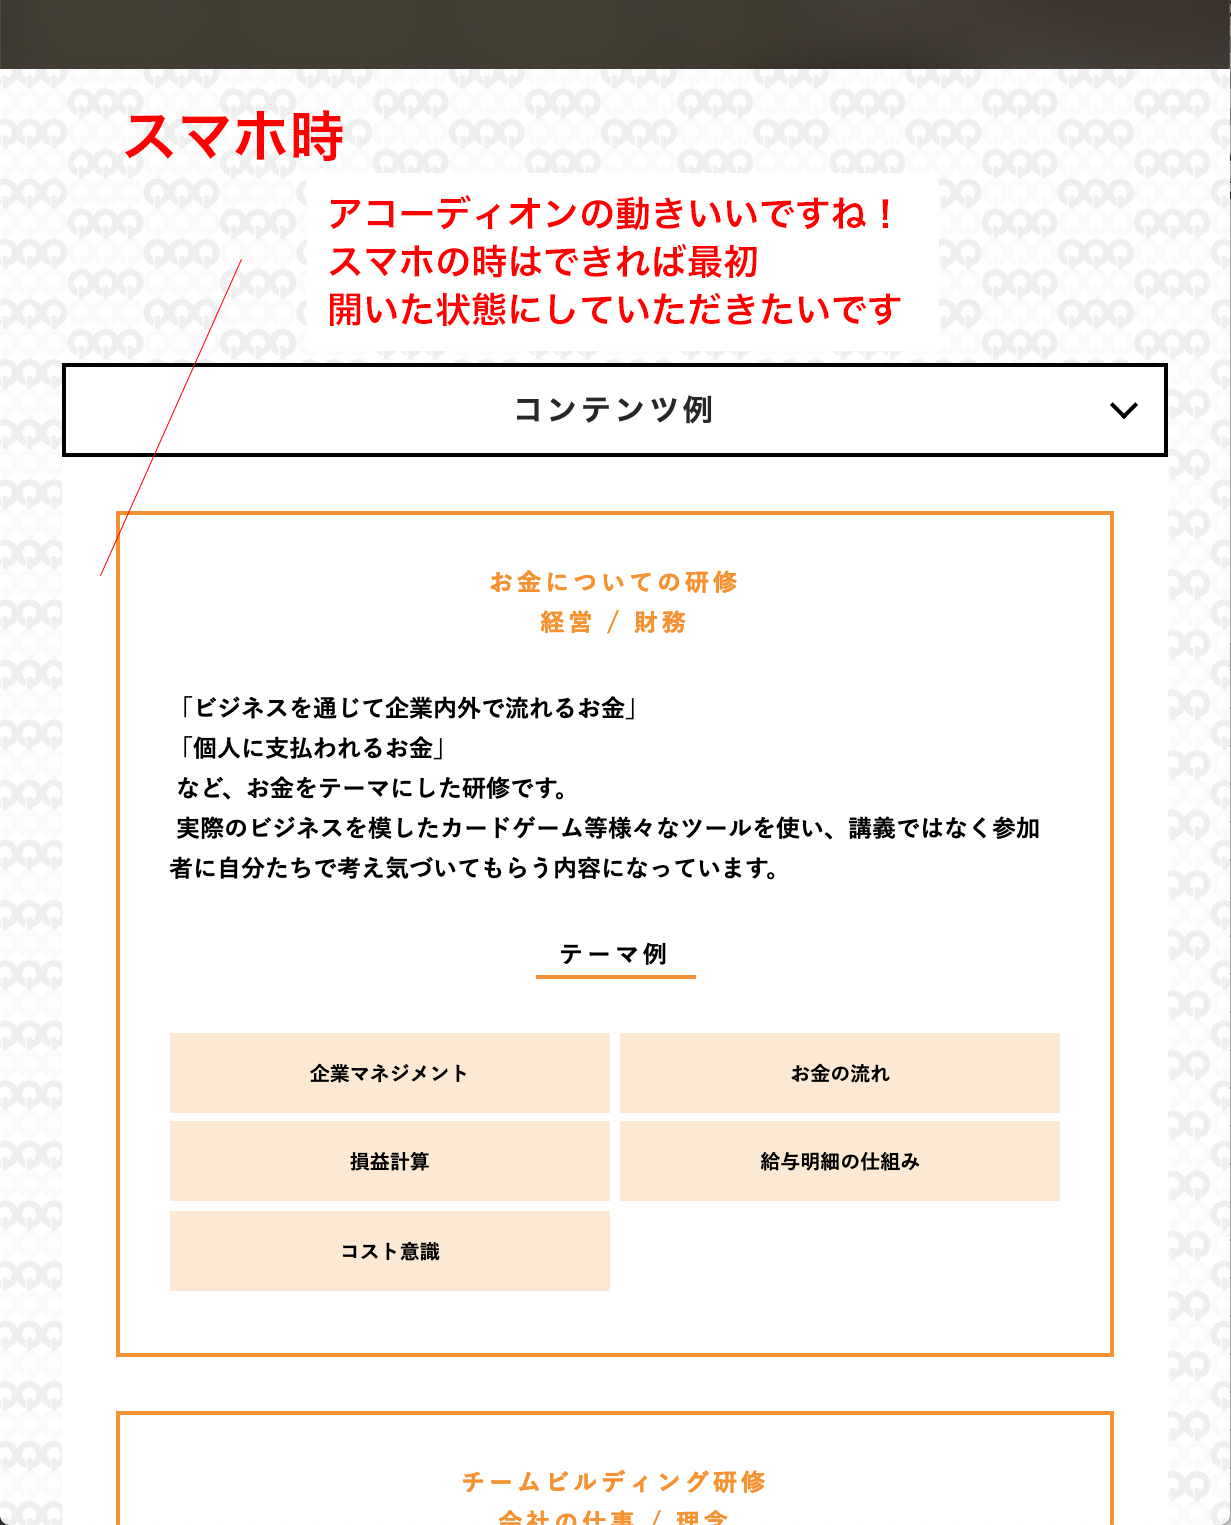 スマホ時
アコーディオンの動きいいですね！
スマホの時はできれば最初
開いた状態にしていただきたいです
コンテンツ例
お金についての研修
経営 / 財務
「ビジネスを通じて企業内外で流れるお金」
「個人に支払われるお金」
など、お金をテーマにした研修です。
実際のビジネスを模したカードゲーム等様々なツールを使い、講義ではなく参加
者に自分たちで考え気づいてもらう内容になっています。
テーマ例
企業マネジメント
お金の流れ
損益計算
給与明細の仕組み
コスト意識
チームビルディング研修
会社の仕事 / 理念